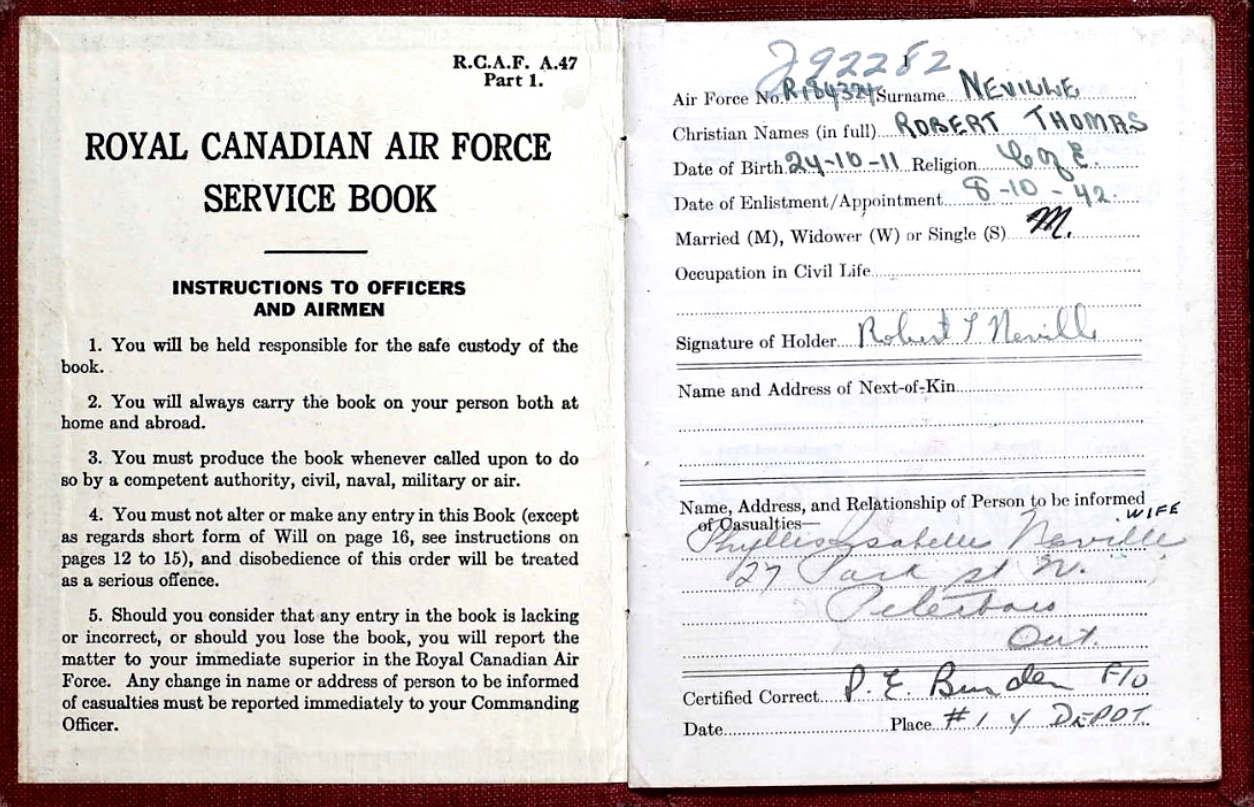 R.C.A.F. A.47
Part 1.
ROYAL CANADIAN AIR FORCE
SERVICE BOOK
INSTRUCTIONS TO OFFICERS
AND AIRMEN
1. You will be held responsible for the safe custody of the
book.
2. You will always carry the book on your person both at
home and abroad.
3. You must produce the book whenever called upon to do
so by a competent authority, civil, naval, military or air.
4. You must not alter or make any entry in this Book (except
as regards short form of Will on page 16, see instructions on
pages 12 to 15), and disobedience of this order will be treated
as a serious offence.
5. Should you consider that any entry in the book is lacking
or incorrect, or should you lose the book, you will report the
matter to your immediate superior in the Royal Canadian Air
Force. Any change in name or address of person to be informed
of casualties must be reported immediately to your Commanding
Officer.
1
J92282
Air Force No. R184324 Surname NEVILLE
Christian Names (in full) ROBERT THOMAS
Date of Birth 24-10-11 Religion C of E.
Date of Enlistment/Appointment 8-10-42.
Married (M), Widower (W) or Single (S) M.
Occupation in Civil Life
Signature of Holder Robert T Neville
Name and Address of Next-of-Kin
Name, Address, and Relationship of Person to be informed
of Casualties— WIFE
Phyllis Isabelle Neville
27 Park st N.
Peterboro
Ont.
Certified Correct P. E. F/O
Date Place #1 Y DEPOT